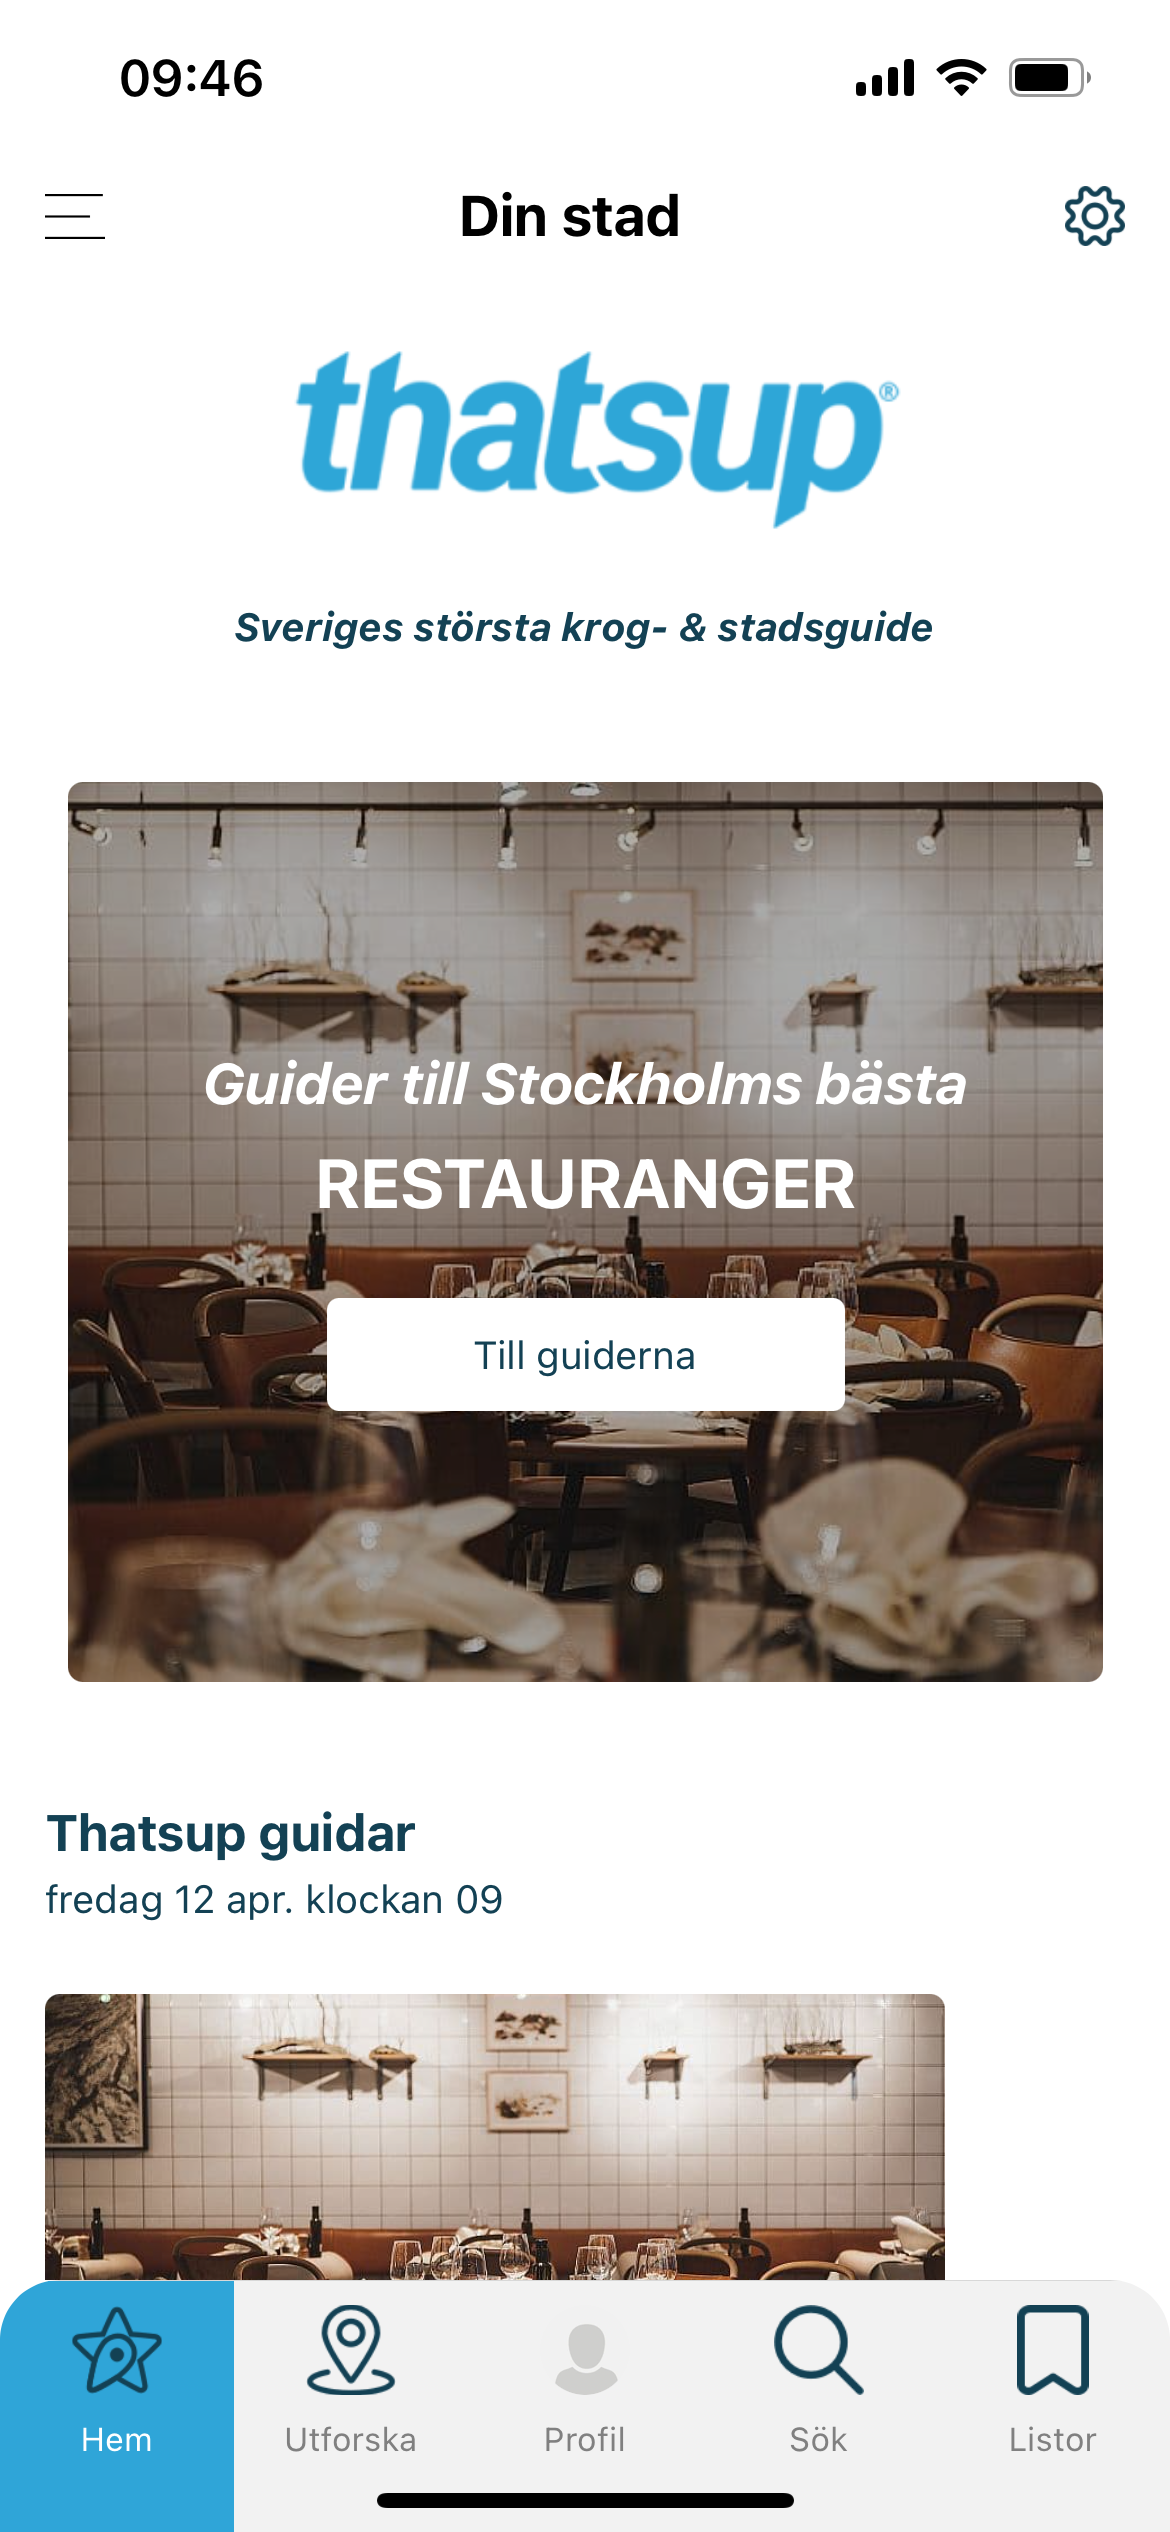 09:46
Din stad
thatsup®
Sveriges största krog- & stadsguide
Guider till Stockholms bästa
RESTAURANGER
Till guiderna
Thatsup guidar
fredag 12 apr. klockan 09
Hem
Utforska
Profil
Sök
Listor